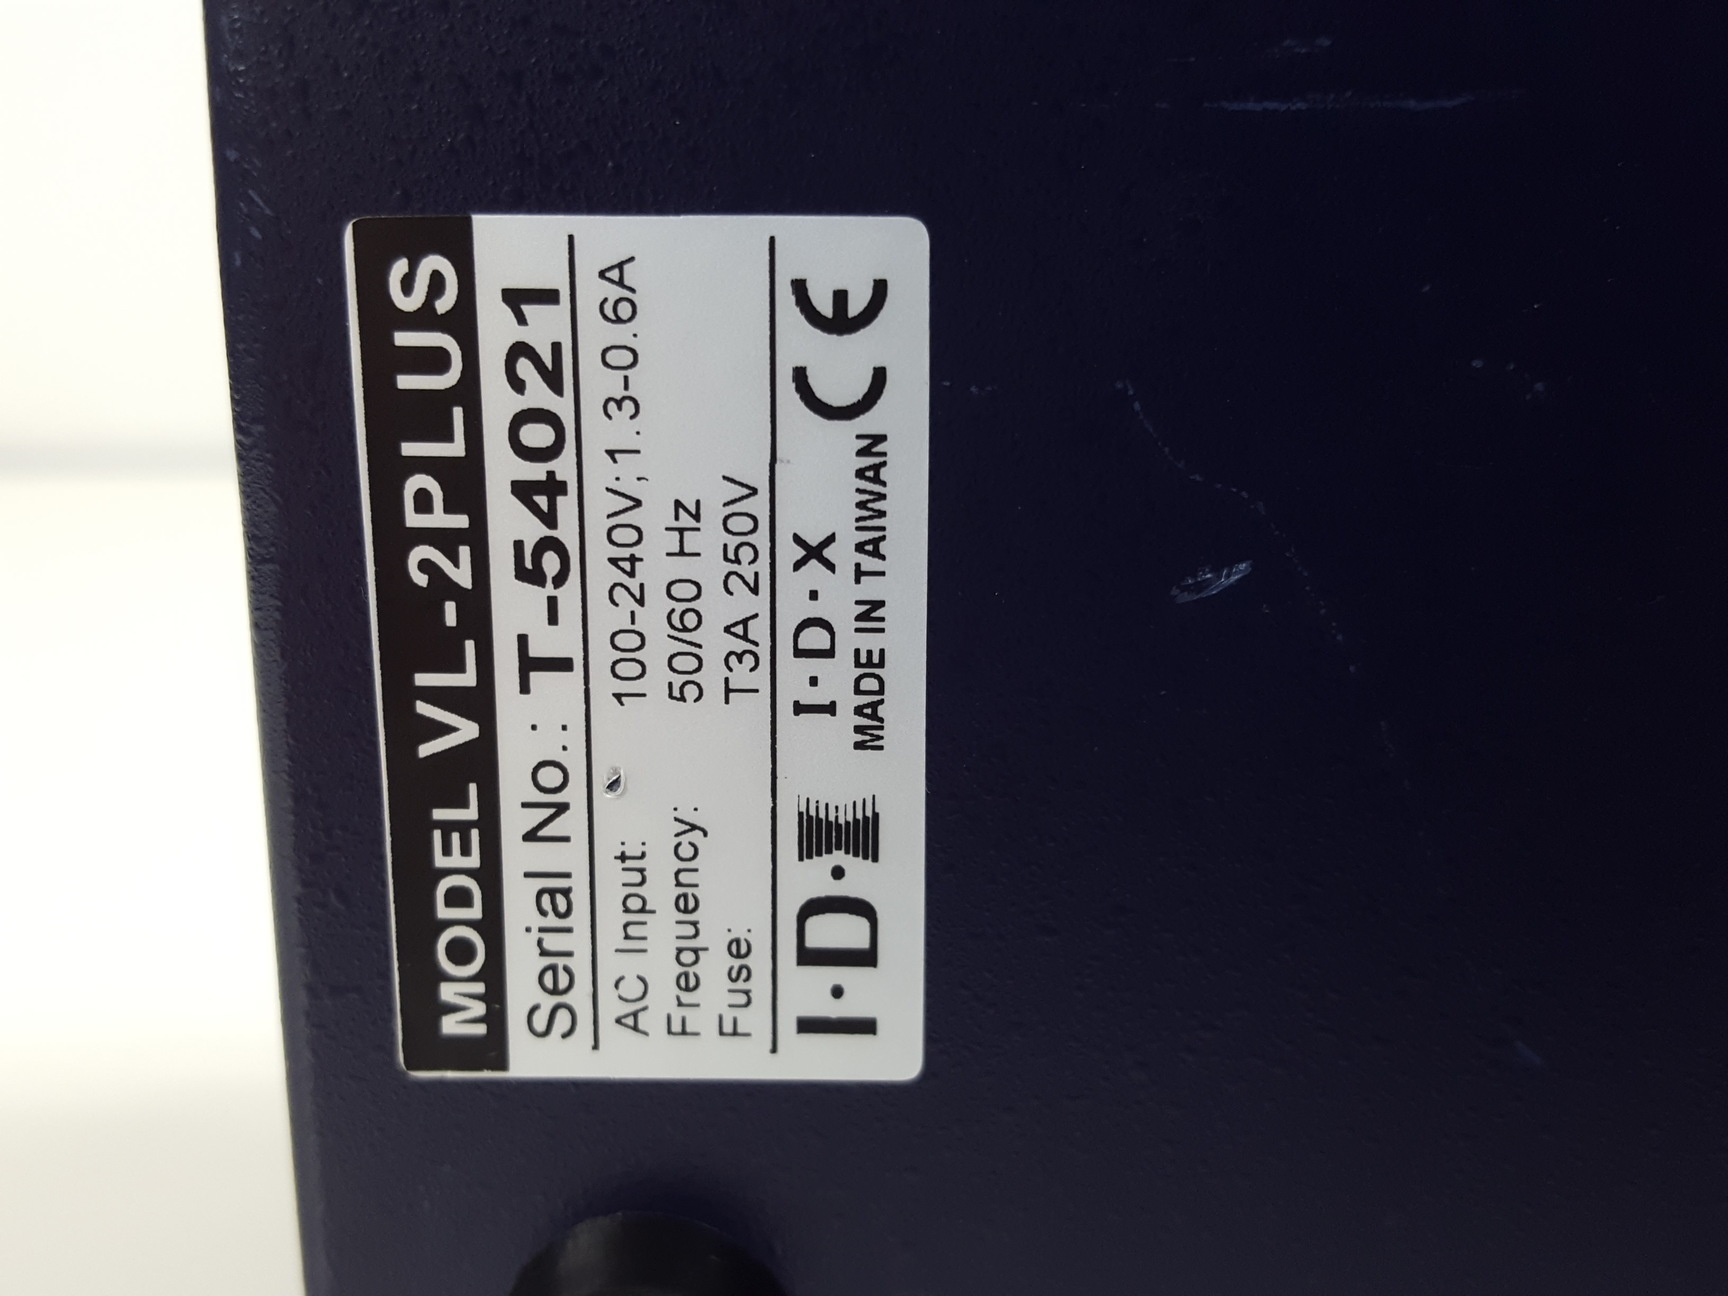 MODEL VL-2PLUS
Serial No.: T-54021
AC Input: 100-240V;1.3-0.6A
Frequency: 50/60 Hz
Fuse: T3A 250V
I·D·X I·D·X
MADE IN TAIWAN CE